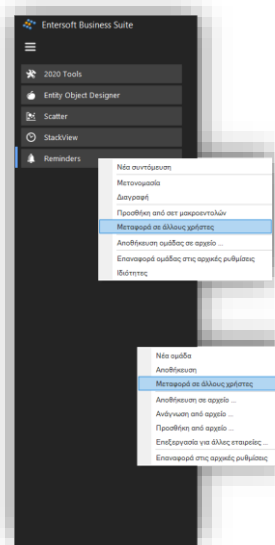 Entersoft Business Suite
2020 Tools
Entity Object Designer
Scatter
StackView
Reminders
Νέα συντόμευση
Μετονομασία
Διαγραφή
Προσθήκη από σετ μακροεντολών
Μεταφορά σε άλλους χρήστες
Αποθήκευση ομάδας σε αρχείο ...
Επαναφορά ομάδας στις αρχικές ρυθμίσεις
Ιδιότητες
Νέα ομάδα
Αποθήκευση
Μεταφορά σε άλλους χρήστες
Αποθήκευση σε αρχείο ...
Ανάγνωση από αρχείο ...
Προσθήκη από αρχείο ...
Επεξεργασία για άλλες εταιρείες ...
Επαναφορά στις αρχικές ρυθμίσεις